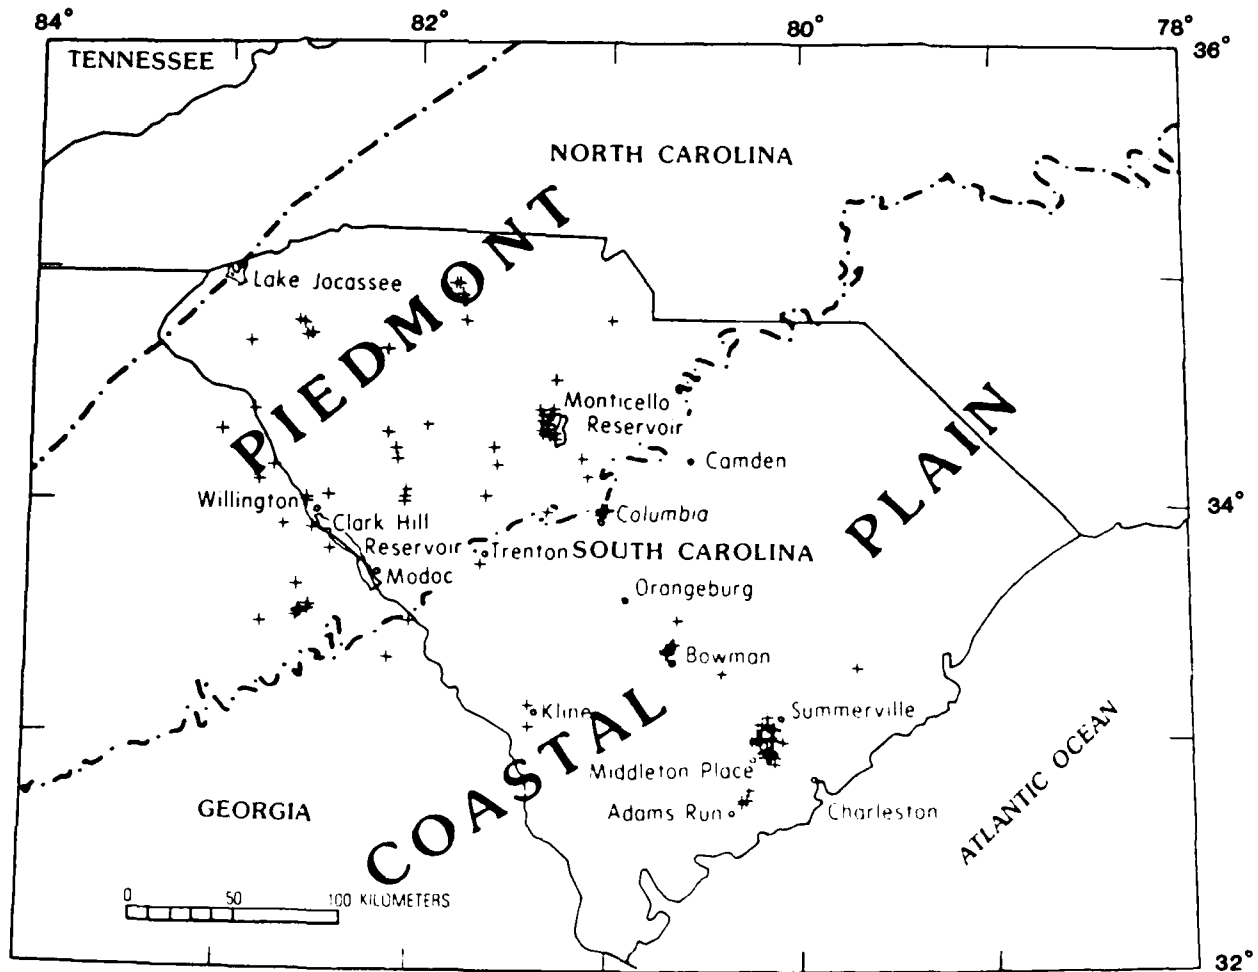 84°
82
80
78°
36°
TENNESSEE
NORTH CAROLINA
PIEDMONT
Lake Jocassee
Monticello
Reservoir
Camden
PLAIN
34°
Willington
Columbia
Clark Hill
Reservoir
Trenton
SOUTH CAROLINA
Modoc
Orangeburg
Bowman
Kline
Summerville
COASTAL
Middleton Place
ATLANTIC OCEAN
GEORGIA
Adams Run
Charleston
0 50 100 KILOMETERS
32°